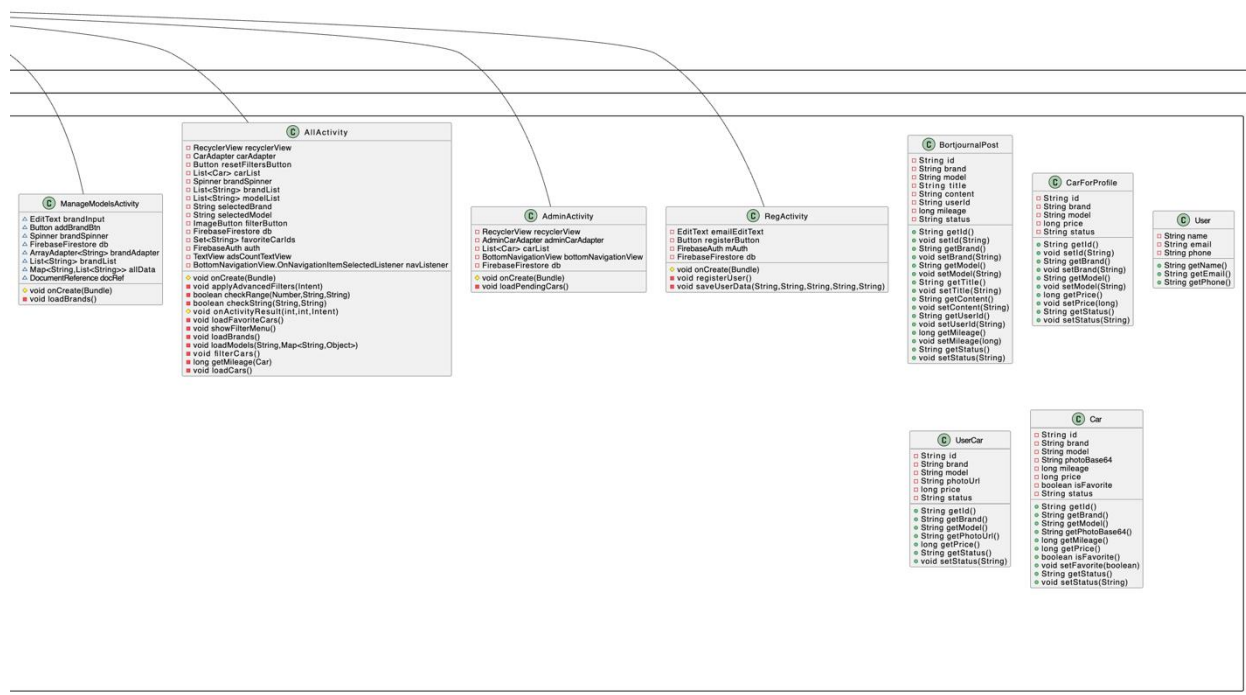 C ManageModelsActivity
EditText brandInput
Button addBrandBtn
Spinner brandSpinner
FirebaseFirestore db
ArrayAdapter<String> brandAdapter
List<String> brandList
Map<String,List<String>> allData
DocumentReference docRef
void onCreate(Bundle)
void loadBrands()
C AllActivity
RecyclerView recyclerView
CarAdapter carAdapter
Button resetFiltersButton
List<Car> carList
Spinner brandSpinner
List<String> brandList
List<String> modelList
String selectedBrand
String selectedModel
ImageButton filterButton
FirebaseFirestore db
Set<String> favoriteCarIds
FirebaseAuth auth
TextView adsCountTextView
BottomNavigationView.OnNavigationItemSelectedListener navListener
void onCreate(Bundle)
void applyAdvancedFilters(Intent)
boolean checkRange(Number,String,String)
boolean checkString(String,String)
void onActivityResult(int,int,Intent)
void loadFavoriteCars()
void showFilterMenu()
void loadBrands()
void loadModels(String,Map<String,Object>)
void filterCars()
long getMileage(Car)
void loadCars()
C AdminActivity
RecyclerView recyclerView
AdminCarAdapter adminCarAdapter
List<Car> carList
BottomNavigationView bottomNavigationView
FirebaseFirestore db
void onCreate(Bundle)
void loadPendingCars()
C RegActivity
EditText emailEditText
Button registerButton
FirebaseAuth mAuth
FirebaseFirestore db
void onCreate(Bundle)
void registerUser()
void saveUserData(String,String,String,String,String)
C BortjournalPost
String id
String brand
String model
String title
String content
String userId
long mileage
String status
String getId()
void setId(String)
String getBrand()
void setBrand(String)
String getModel()
void setModel(String)
String getTitle()
void setTitle(String)
String getContent()
void setContent(String)
String getUserId()
void setUserId(String)
long getMileage()
void setMileage(long)
String getStatus()
void setStatus(String)
C CarForProfile
String id
String brand
String model
long price
String status
String getId()
void setId(String)
String getBrand()
void setBrand(String)
String getModel()
void setModel(String)
long getPrice()
void setPrice(long)
String getStatus()
void setStatus(String)
C User
String name
String email
String phone
String getName()
String getEmail()
String getPhone()
C UserCar
String id
String brand
String model
String photoUrl
long price
String status
String getId()
String getBrand()
String getModel()
String getPhotoUrl()
long getPrice()
String getStatus()
void setStatus(String)
C Car
String id
String brand
String model
String photoBase64
long mileage
long price
boolean isFavorite
String status
String getId()
String getBrand()
String getModel()
String getPhotoBase64()
long getMileage()
long getPrice()
boolean isFavorite()
void setFavorite(boolean)
String getStatus()
void setStatus(String)